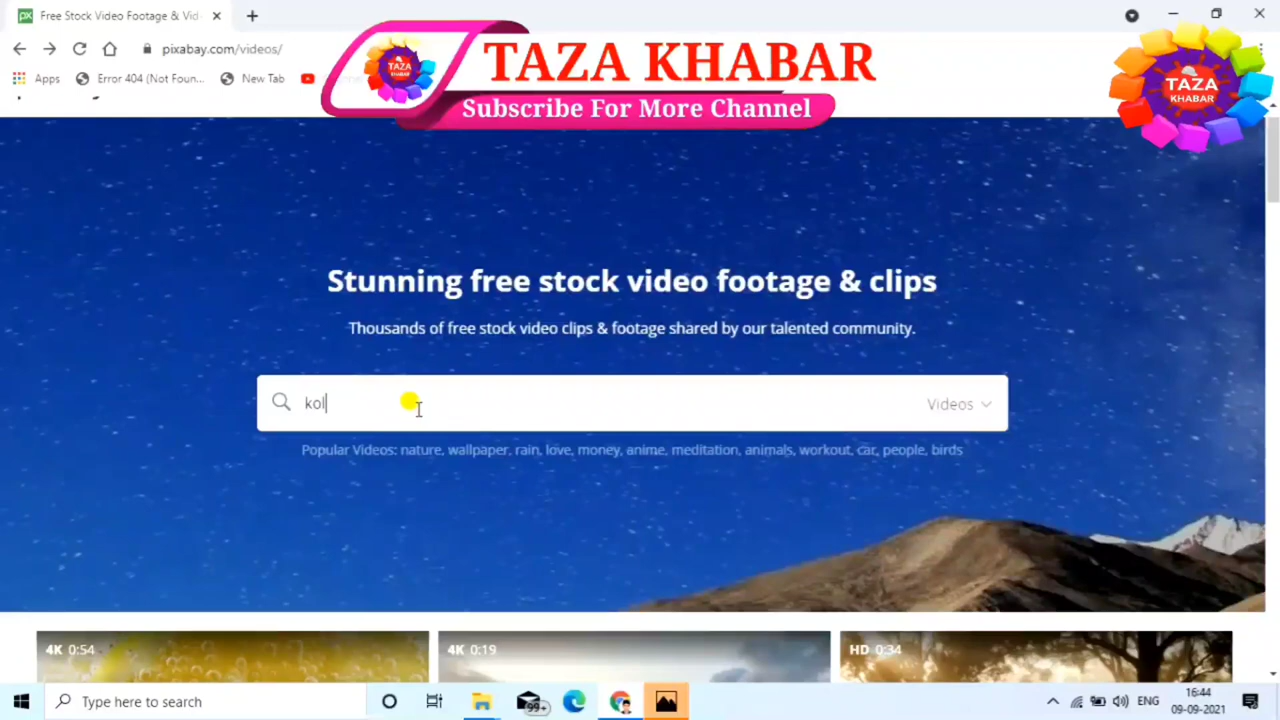 Free Stock Video Footage & Vid
TAZA KHABAR
Subscribe For More Channel
TAZA
KHABAR
TAZA
KHABAR
pixabay.com/videos/
Apps
Error 404 (Not Foun...
New Tab
Stunning free stock video footage & clips
Thousands of free stock video clips & footage shared by our talented community.
kol
Videos
Popular Videos: nature, wallpaper, rain, love, money, anime, meditation, animals, workout, car, people, birds
4K 0:54
4K 0:19
HD 0:34
Type here to search
99+
ENG
16:44
09-09-2021